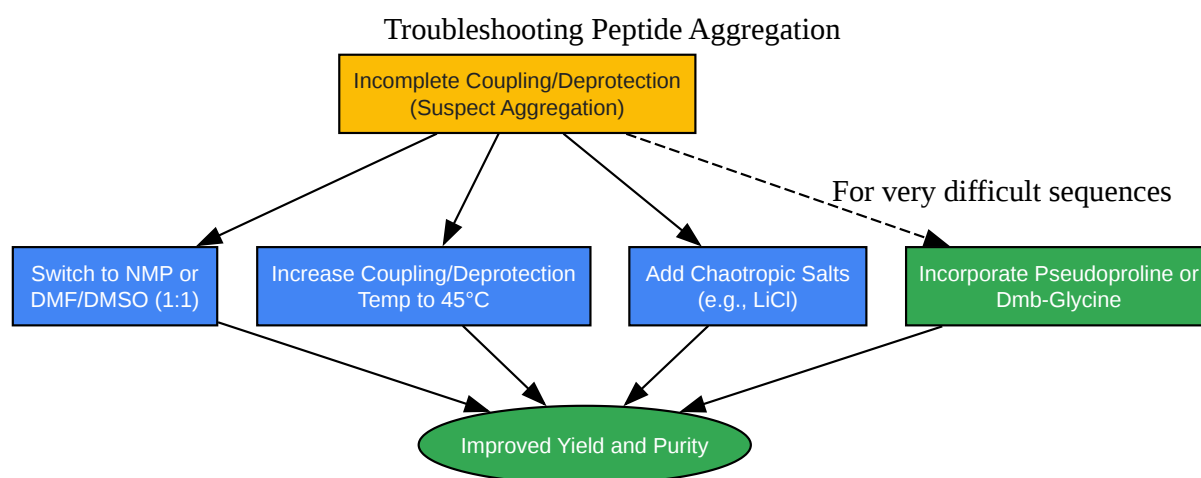 Troubleshooting Peptide Aggregation
Incomplete Coupling/Deprotection
(Suspect Aggregation)
For very difficult sequences
Switch to NMP or
DMF/DMSO (1:1)
Increase Coupling/Deprotection
Temp to 45°C
Add Chaotropic Salts
(e.g., LiCl)
Incorporate Pseudoproline or
Dmb-Glycine
Improved Yield and Purity